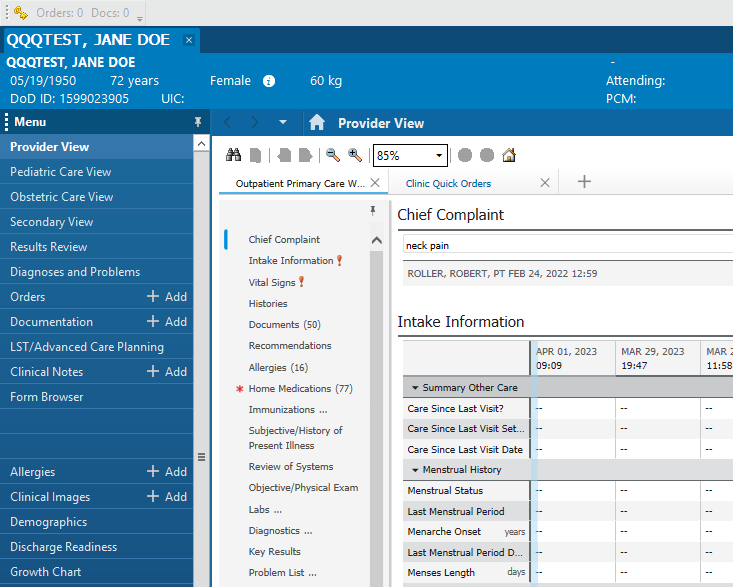 Orders: 0 Docs: 0
QQQTEST, JANE DOE
QQQTEST, JANE DOE
05/19/1950 72 years Female 60 kg -
Attending:
DoD ID: 1599023905 UIC: PCM:
Menu
Provider View
Pediatric Care View
Obstetric Care View
Secondary View
Results Review
Diagnoses and Problems
Orders + Add
Documentation + Add
LST/Advanced Care Planning
Clinical Notes + Add
Form Browser
Allergies + Add
Clinical Images + Add
Demographics
Discharge Readiness
Growth Chart
Provider View
85%
Outpatient Primary Care W... Clinic Quick Orders
Chief Complaint
Intake Information
Vital Signs
Histories
Documents (50)
Recommendations
Allergies (16)
* Home Medications (77)
Immunizations ...
Subjective/History of
Present Illness
Review of Systems
Objective/Physical Exam
Labs ...
Diagnostics ...
Key Results
Problem List ...
Chief Complaint
neck pain
ROLLER, ROBERT, PT FEB 24, 2022 12:59
Intake Information
APR 01, 2023 MAR 29, 2023 MAR 2
09:09 19:47 11:58
Summary Other Care
Care Since Last Visit? -- -- --
Care Since Last Visit Set... -- -- --
Care Since Last Visit Date -- -- --
Menstrual History
Menstrual Status -- -- --
Last Menstrual Period -- -- --
Menarche Onset years -- -- --
Last Menstrual Period D... -- -- --
Menses Length days -- -- --